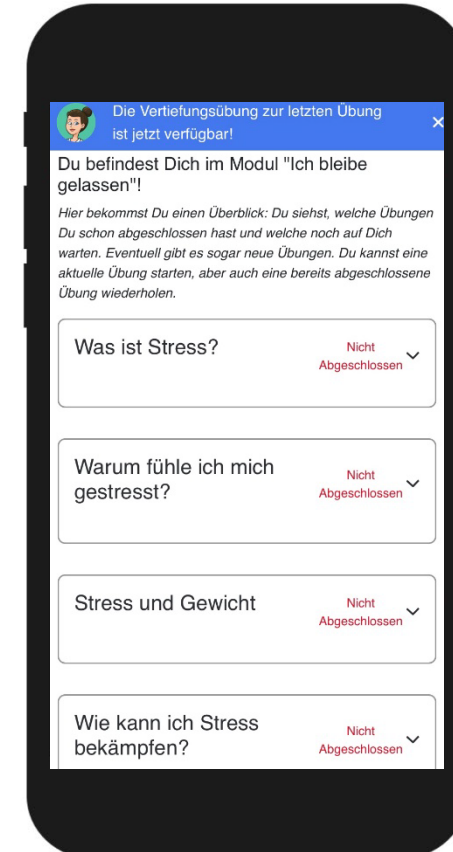 Die Vertiefungsübung zur letzten Übung
ist jetzt verfügbar!
Du befindest Dich im Modul "Ich bleibe
gelassen"!
Hier bekommst Du einen Überblick: Du siehst, welche Übungen
Du schon abgeschlossen hast und welche noch auf Dich
warten. Eventuell gibt es sogar neue Übungen. Du kannst eine
aktuelle Übung starten, aber auch eine bereits abgeschlossene
Übung wiederholen.
Was ist Stress?
Nicht
Abgeschlossen
Warum fühle ich mich
gestresst?
Nicht
Abgeschlossen
Stress und Gewicht
Nicht
Abgeschlossen
Wie kann ich Stress
bekämpfen?
Nicht
Abgeschlossen